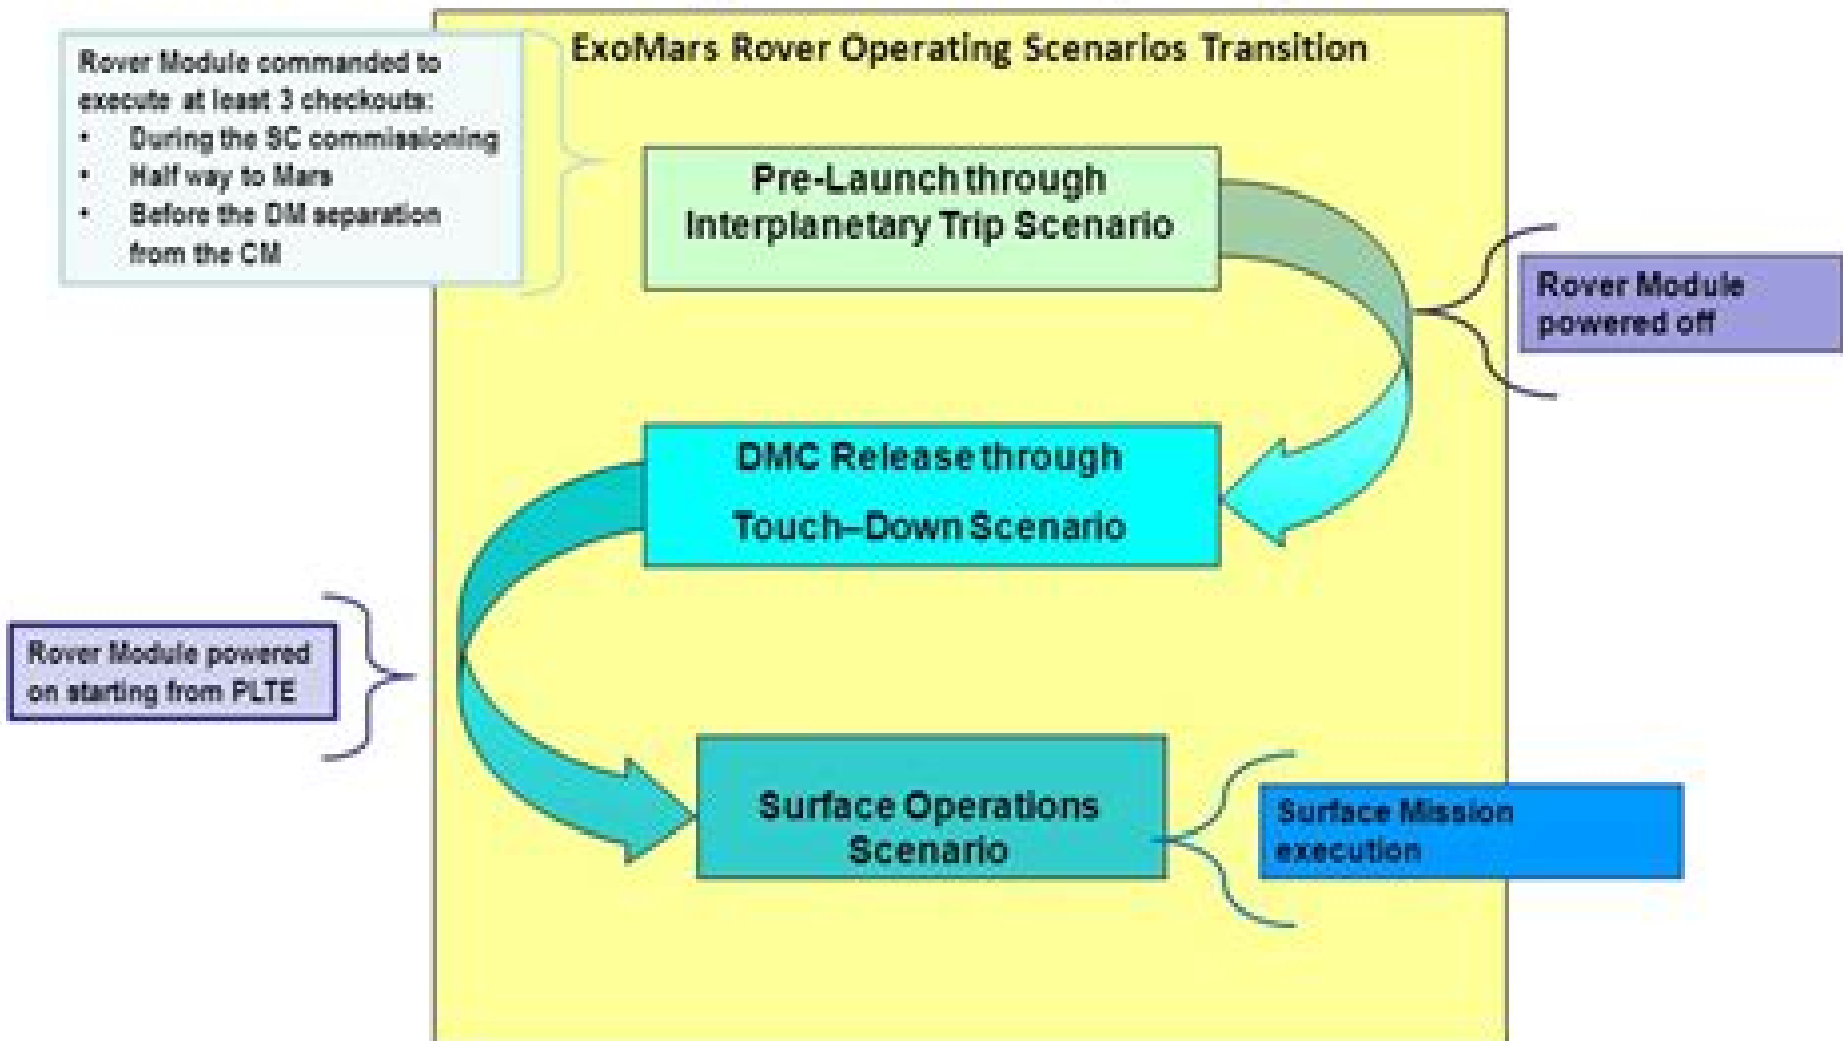 ExoMars Rover Operating Scenarios Transition
Rover Module commanded to
execute at least 3 checkouts:
• During the SC commissioning
• Half way to Mars
• Before the DM separation
from the CM
Pre-Launch through
Interplanetary Trip Scenario
Rover Module
powered off
DMC Release through
Touch–Down Scenario
Rover Module powered
on starting from PLTE
Surface Operations
Scenario
Surface Mission
execution